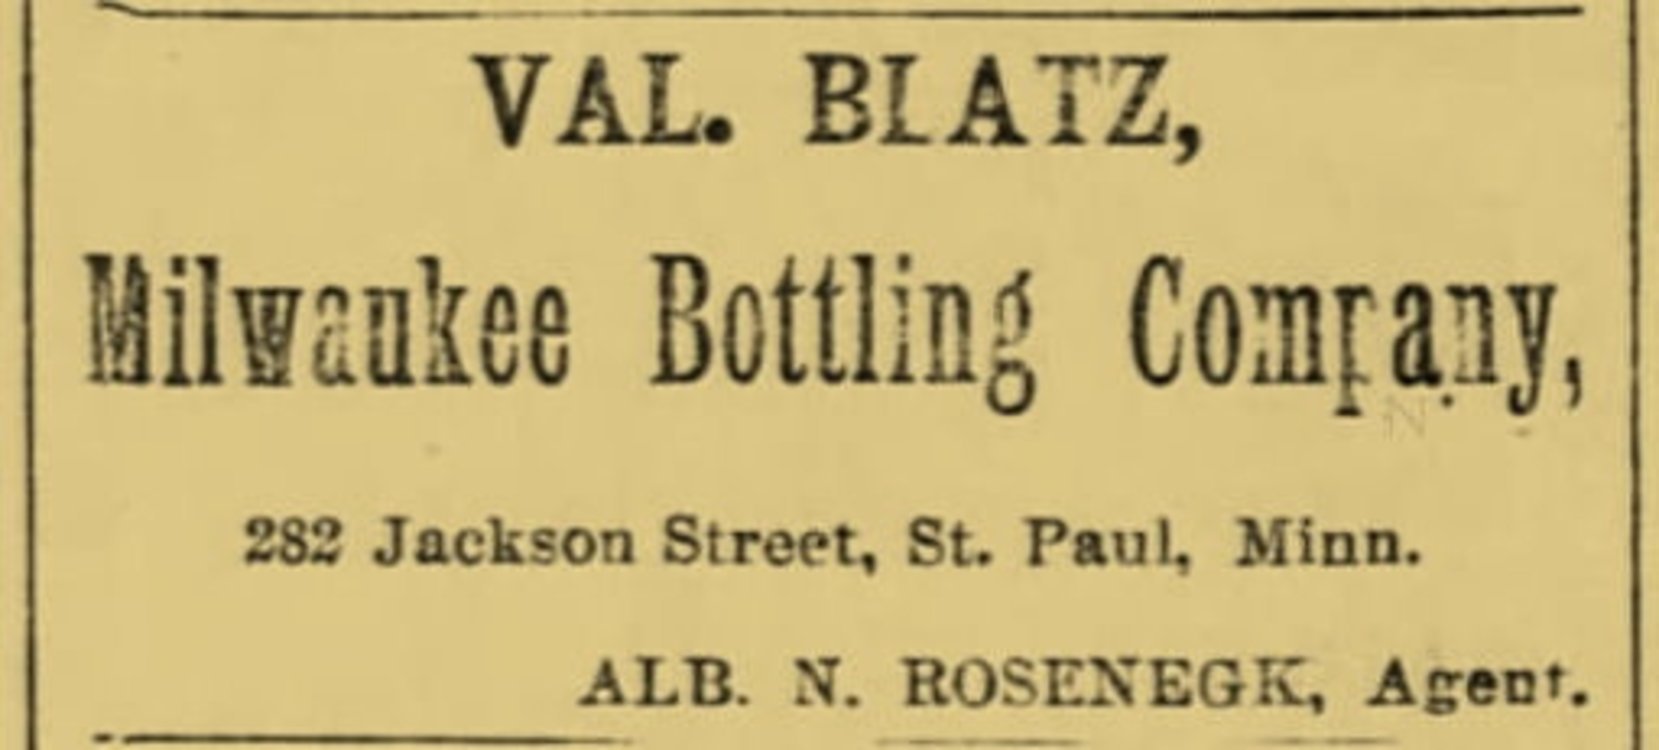 VAL. BLATZ,
Milwaukee Bottling Company,
282 Jackson Street, St. Paul, Minn.
ALB. N. ROSENEGK, Agent.